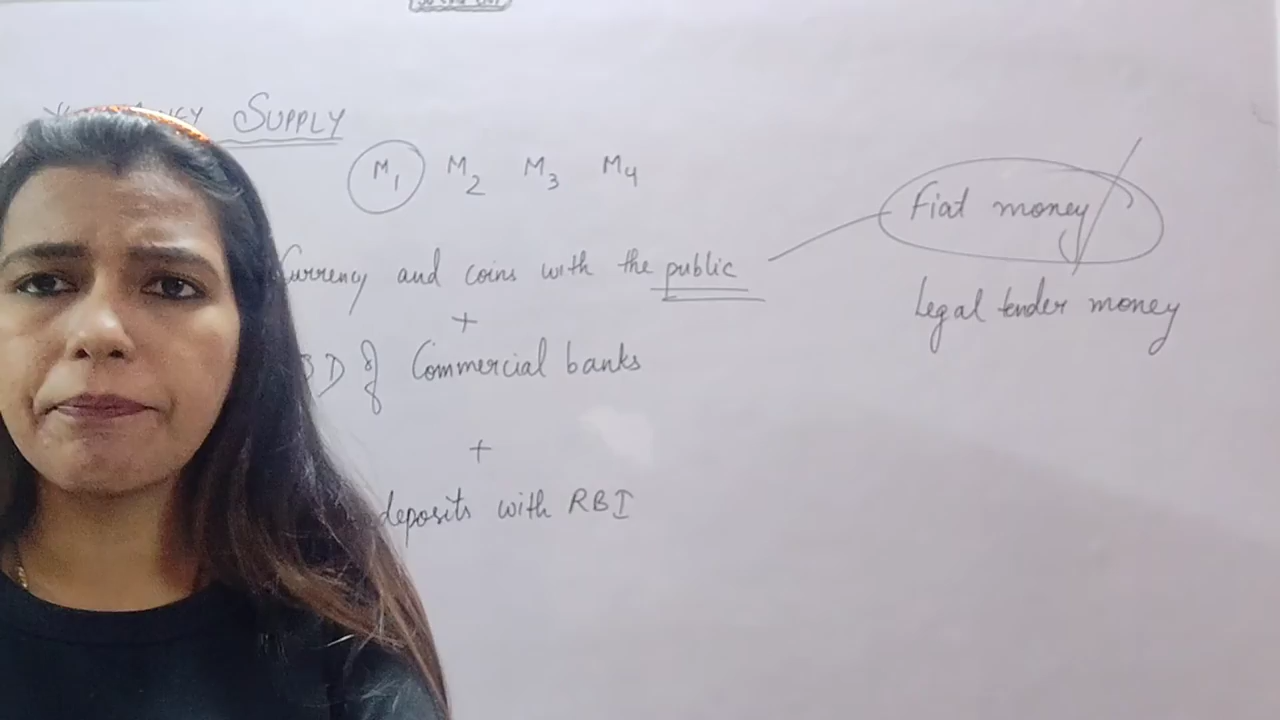 SUPPLY
M1 M2 M3 M4
Fiat money
Currency and coins with the public
Legal tender money
+
DD of Commercial banks
+
deposits with RBI